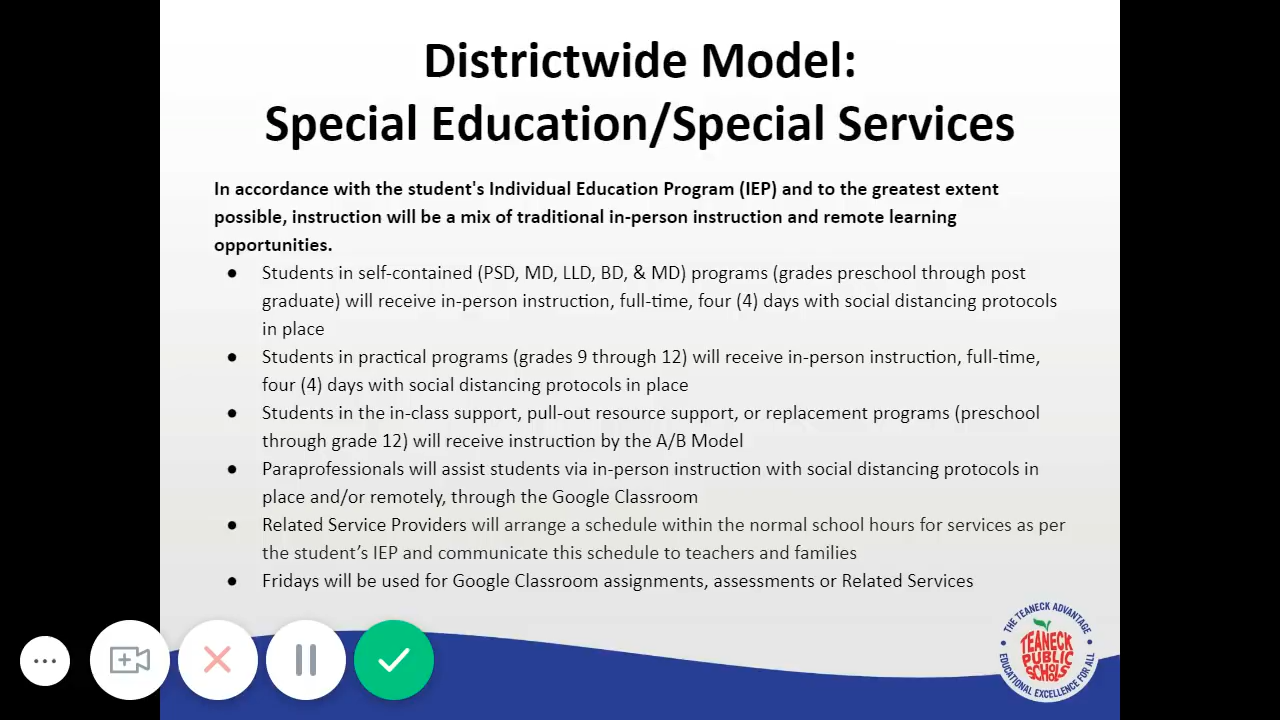 Districtwide Model:
Special Education/Special Services
In accordance with the student's Individual Education Program (IEP) and to the greatest extent
possible, instruction will be a mix of traditional in-person instruction and remote learning
opportunities.
● Students in self-contained (PSD, MD, LLD, BD, & MD) programs (grades preschool through post
graduate) will receive in-person instruction, full-time, four (4) days with social distancing protocols
in place
● Students in practical programs (grades 9 through 12) will receive in-person instruction, full-time,
four (4) days with social distancing protocols in place
● Students in the in-class support, pull-out resource support, or replacement programs (preschool
through grade 12) will receive instruction by the A/B Model
● Paraprofessionals will assist students via in-person instruction with social distancing protocols in
place and/or remotely, through the Google Classroom
● Related Service Providers will arrange a schedule within the normal school hours for services as per
the student’s IEP and communicate this schedule to teachers and families
● Fridays will be used for Google Classroom assignments, assessments or Related Services
THE TEANECK ADVANTAGE
TEANECK
PUBLIC
SCHOOLS
EDUCATIONAL EXCELLENCE FOR ALL